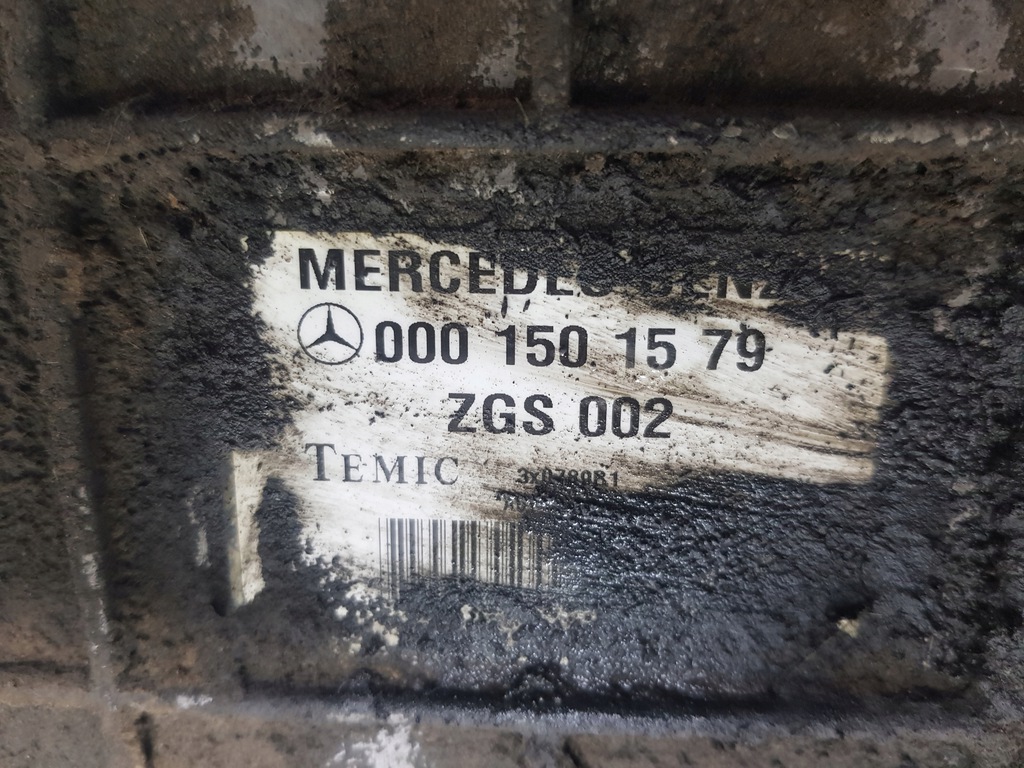 MERCEDES-BENZ
000 150 15 79
ZGS 002
TEMIC